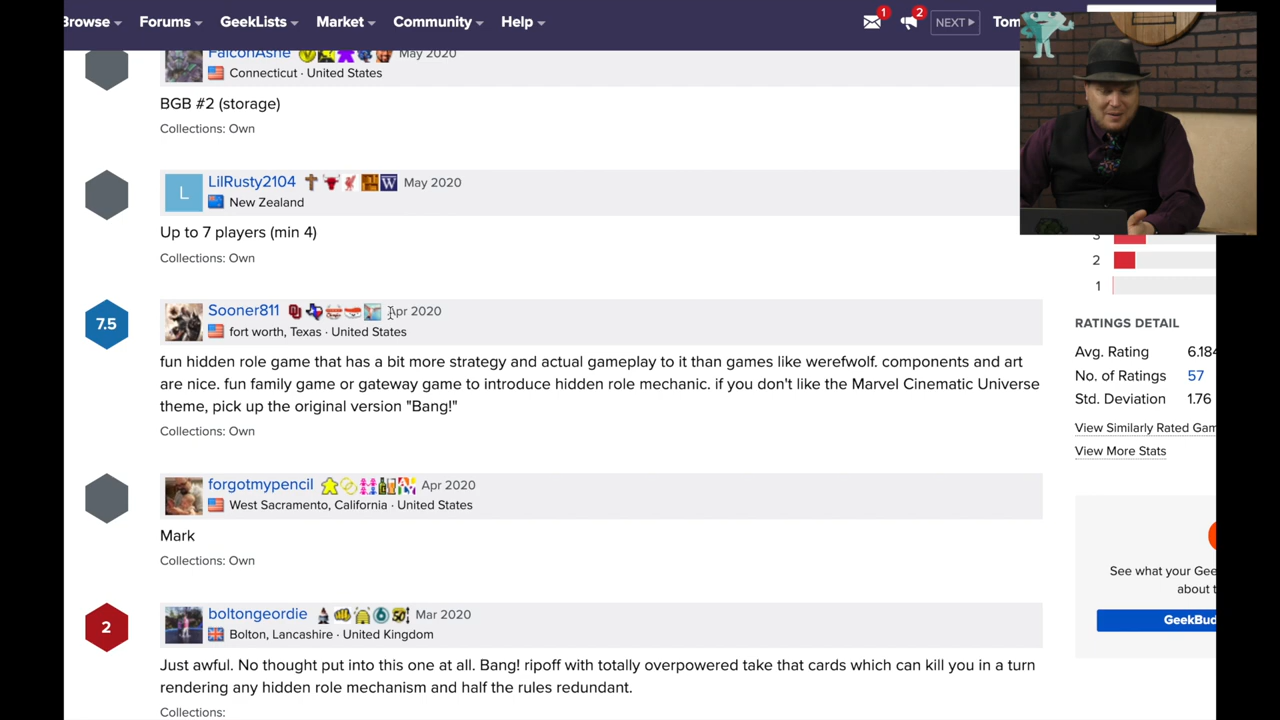 Browse Forums GeekLists Market Community Help 1 2 NEXT Tom
FalconAshe May 2020
Connecticut · United States
BGB #2 (storage)
Collections: Own
L LilRusty2104 May 2020
New Zealand
Up to 7 players (min 4)
Collections: Own
7.5 Sooner811 Apr 2020
fort worth, Texas · United States
fun hidden role game that has a bit more strategy and actual gameplay to it than games like werefwolf. components and art
are nice. fun family game or gateway game to introduce hidden role mechanic. if you don't like the Marvel Cinematic Universe
theme, pick up the original version "Bang!"
Collections: Own
forgotmypencil Apr 2020
West Sacramento, California · United States
Mark
Collections: Own
2 boltongeordie Mar 2020
Bolton, Lancashire · United Kingdom
Just awful. No thought put into this one at all. Bang! ripoff with totally overpowered take that cards which can kill you in a turn
rendering any hidden role mechanism and half the rules redundant.
Collections:
3
2
1
RATINGS DETAIL
Avg. Rating 6.184
No. of Ratings 57
Std. Deviation 1.76
View Similarly Rated Gam
View More Stats
See what your Gee
about t
GeekBud